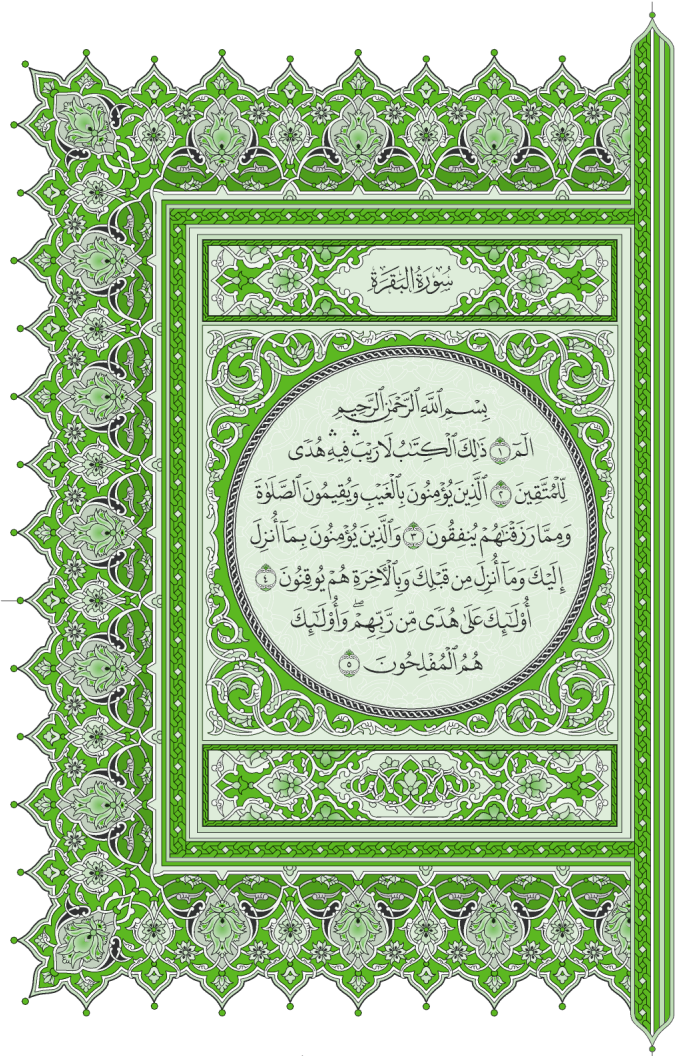 سُورَةُ الْبَقَرَةِ
بِسْمِ ٱللَّهِ ٱلرَّحْمَٰنِ ٱلرَّحِيمِ
الٓمٓ ١ ذَٰلِكَ ٱلْكِتَٰبُ لَا رَيْبَ ۛ فِيهِ ۛ هُدًى
لِّلْمُتَّقِينَ ٢ ٱلَّذِينَ يُؤْمِنُونَ بِٱلْغَيْبِ وَيُقِيمُونَ ٱلصَّلَوٰةَ
وَمِمَّا رَزَقْنَٰهُمْ يُنفِقُونَ ٣ وَٱلَّذِينَ يُؤْمِنُونَ بِمَآ أُنزِلَ
إِلَيْكَ وَمَآ أُنزِلَ مِن قَبْلِكَ وَبِٱلْأَخِرَةِ هُمْ يُوقِنُونَ ٤
أُو۟لَٰٓئِكَ عَلَىٰ هُدًى مِّن رَّبِّهِمْ ۖ وَأُو۟لَٰٓئِكَ
هُمُ ٱلْمُفْلِحُونَ ٥